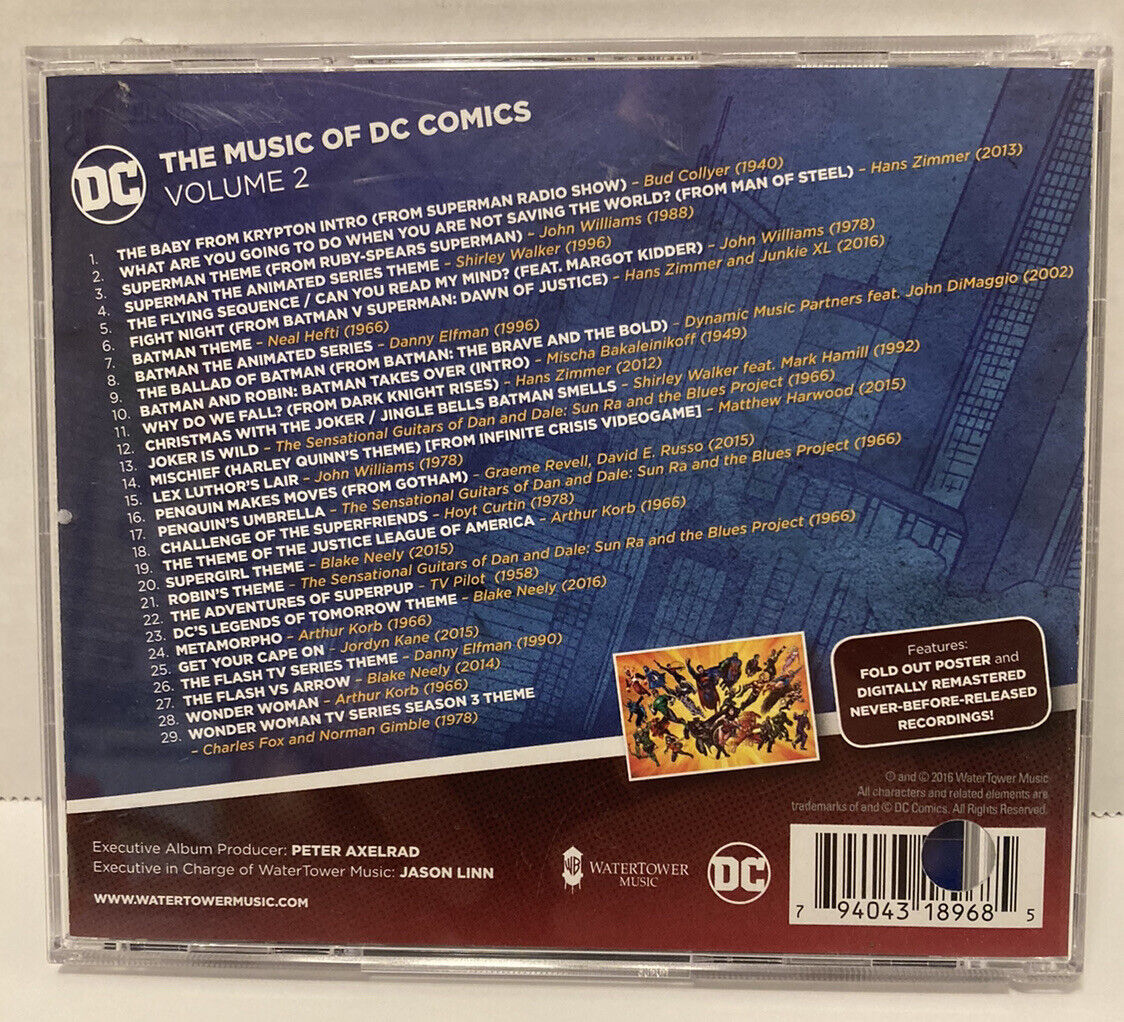 DC
THE MUSIC OF DC COMICS
VOLUME 2
1. THE BABY FROM KRYPTON INTRO (FROM SUPERMAN RADIO SHOW) – Bud Collyer (1940)
2. WHAT ARE YOU GOING TO DO WHEN YOU ARE NOT SAVING THE WORLD? (FROM MAN OF STEEL) – Hans Zimmer (2013)
3. SUPERMAN THEME (FROM RUBY-SPEARS SUPERMAN) – John Williams (1988)
4. SUPERMAN THE ANIMATED SERIES THEME – Shirley Walker (1996)
5. THE FLYING SEQUENCE / CAN YOU READ MY MIND? (FEAT. MARGOT KIDDER) – John Williams (1978)
6. FIGHT NIGHT (FROM BATMAN V SUPERMAN: DAWN OF JUSTICE) – Hans Zimmer and Junkie XL (2016)
7. BATMAN THEME – Neal Hefti (1966)
8. BATMAN THE ANIMATED SERIES – Danny Elfman (1996)
9. THE BALLAD OF BATMAN (FROM BATMAN: THE BRAVE AND THE BOLD) – Dynamic Music Partners feat. John DiMaggio (2002)
10. BATMAN AND ROBIN: BATMAN TAKES OVER (INTRO) – Mischa Bakaleinikoff (1949)
11. WHY DO WE FALL? (FROM DARK KNIGHT RISES) – Hans Zimmer (2012)
12. CHRISTMAS WITH THE JOKER / JINGLE BELLS BATMAN SMELLS – Shirley Walker feat. Mark Hamill (1992)
13. JOKER IS WILD – The Sensational Guitars of Dan and Dale: Sun Ra and the Blues Project (1966)
14. MISCHIEF (HARLEY QUINN'S THEME) [FROM INFINITE CRISIS VIDEOGAME] – Matthew Harwood (2015)
15. LEX LUTHOR'S LAIR – John Williams (1978)
16. PENQUIN MAKES MOVES (FROM GOTHAM) – Graeme Revell, David E. Russo (2015)
17. PENQUIN'S UMBRELLA – The Sensational Guitars of Dan and Dale: Sun Ra and the Blues Project (1966)
18. CHALLENGE OF THE SUPERFRIENDS – Hoyt Curtin (1978)
19. THE THEME OF THE JUSTICE LEAGUE OF AMERICA – Arthur Korb (1966)
20. SUPERGIRL THEME – Blake Neely (2015)
21. ROBIN'S THEME – The Sensational Guitars of Dan and Dale: Sun Ra and the Blues Project (1966)
22. THE ADVENTURES OF SUPERPUP – TV Pilot (1958)
23. DC'S LEGENDS OF TOMORROW THEME – Blake Neely (2016)
24. METAMORPHO – Arthur Korb (1966)
25. GET YOUR CAPE ON – Jordyn Kane (2015)
26. THE FLASH TV SERIES THEME – Danny Elfman (1990)
27. THE FLASH VS ARROW – Blake Neely (2014)
28. WONDER WOMAN – Arthur Korb (1966)
29. WONDER WOMAN TV SERIES SEASON 3 THEME
– Charles Fox and Norman Gimble (1978)
Features:
FOLD OUT POSTER and
DIGITALLY REMASTERED
NEVER-BEFORE-RELEASED
RECORDINGS!
℗ and © 2016 WaterTower Music
All characters and related elements are
trademarks of and © DC Comics. All Rights Reserved.
Executive Album Producer: PETER AXELRAD
Executive in Charge of WaterTower Music: JASON LINN
WWW.WATERTOWERMUSIC.COM
WB WATERTOWER
MUSIC
DC
7 94043 18968 5